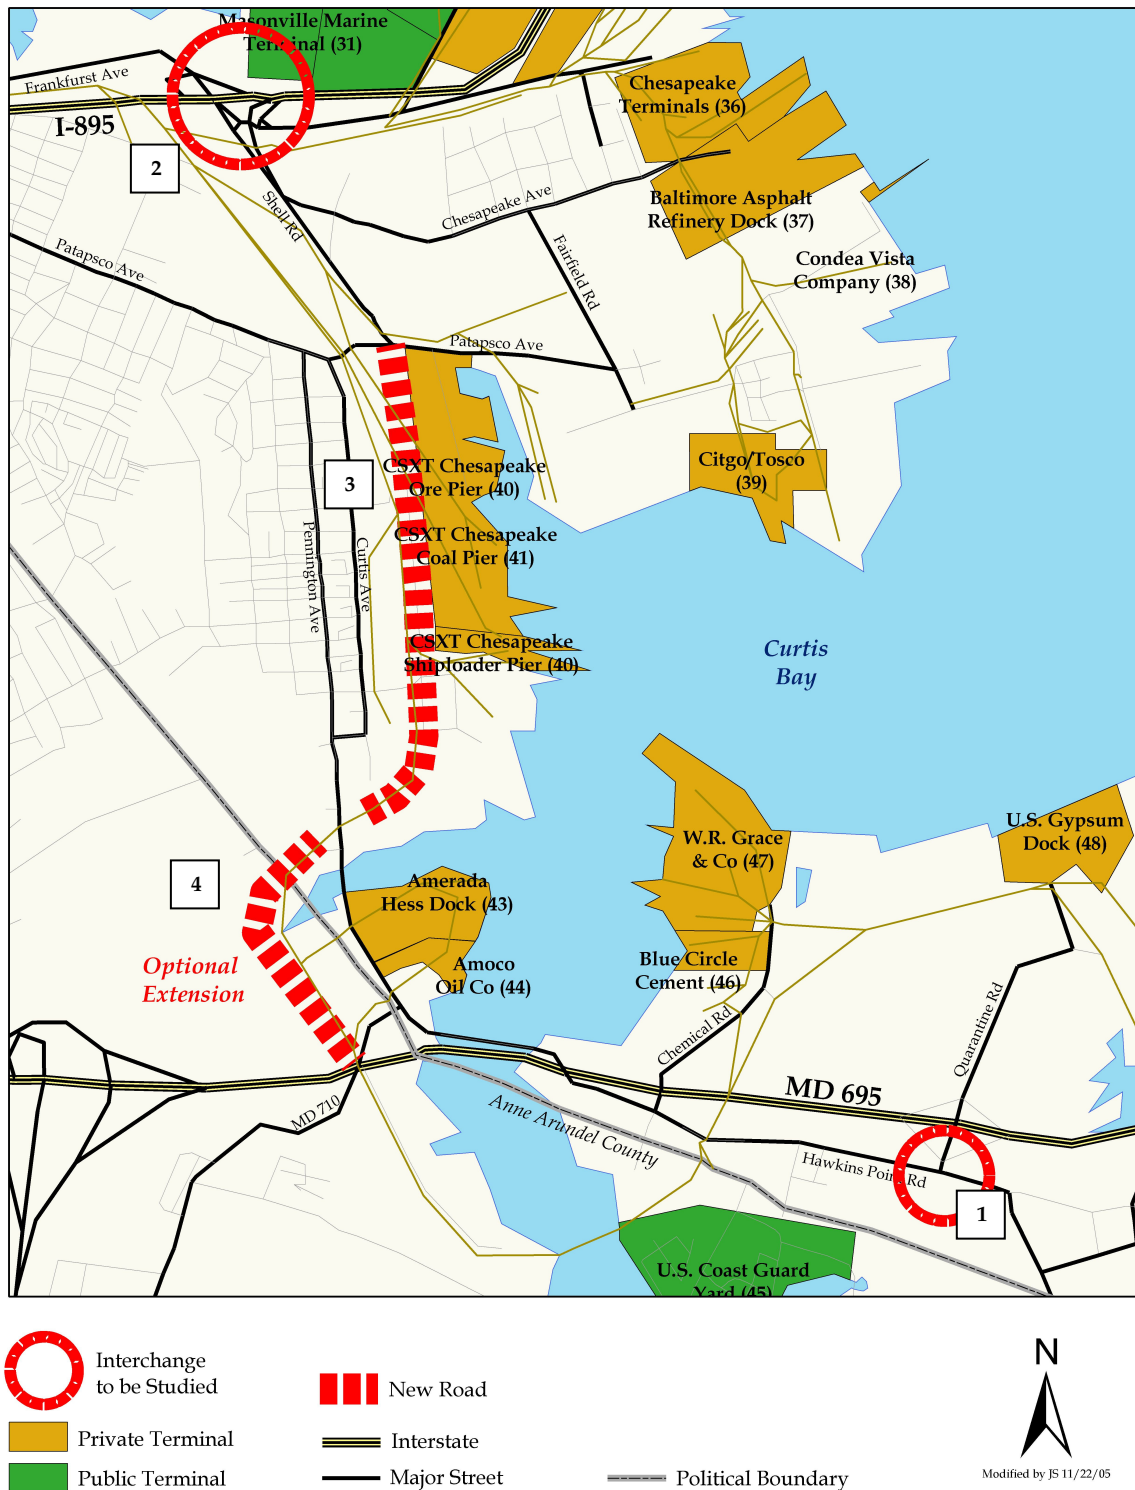 Masonville Marine
Terminal (31)
Frankfurst Ave
I-895
2
Chesapeake
Terminals (36)
Shell Rd
Chesapeake Ave
Baltimore Asphalt
Refinery Dock (37)
Patapsco Ave
Fairfield Rd
Condea Vista
Company (38)
Patapsco Ave
3
CSXT Chesapeake
Ore Pier (40)
Citgo/Tosco
(39)
CSXT Chesapeake
Coal Pier (41)
Pennington Ave
Curtis Ave
CSXT Chesapeake
Shiploader Pier (40)
Curtis
Bay
W.R. Grace
& Co (47)
U.S. Gypsum
Dock (48)
4
Amerada
Hess Dock (43)
Optional
Extension
Amoco
Oil Co (44)
Blue Circle
Cement (46)
Chemical Rd
Quarantine Rd
MD 695
MD 710
Anne Arundel County
Hawkins Point Rd
1
U.S. Coast Guard
Yard (45)
Interchange
to be Studied
New Road
N
Private Terminal
Interstate
Public Terminal
Major Street
Political Boundary
Modified by JS 11/22/05